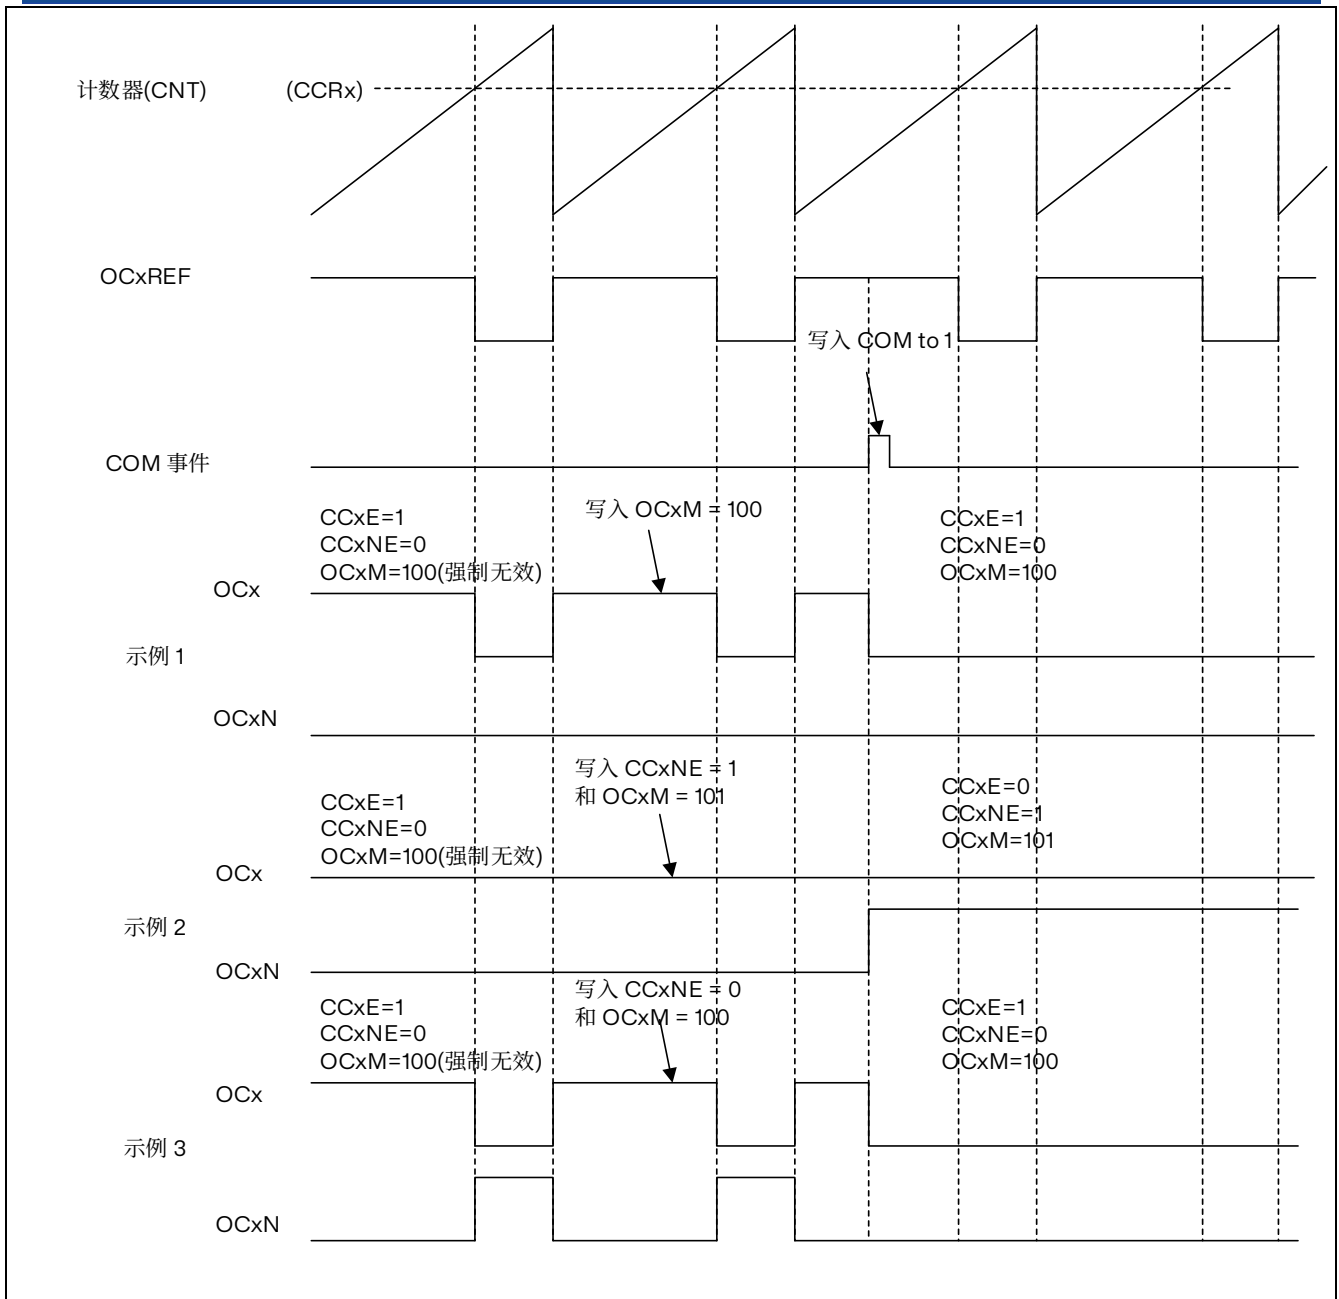 计数器(CNT)
(CCRx)
OCxREF
写入 COM to 1
COM 事件
CCxE=1
CCxNE=0
OCxM=100(强制无效)
写入 OCxM = 100
CCxE=1
CCxNE=0
OCxM=100
OCx
示例 1
OCxN
CCxE=1
CCxNE=0
OCxM=100(强制无效)
写入 CCxNE = 1
和 OCxM = 101
CCxE=0
CCxNE=1
OCxM=101
OCx
示例 2
OCxN
CCxE=1
CCxNE=0
OCxM=100(强制无效)
写入 CCxNE = 0
和 OCxM = 100
CCxE=1
CCxNE=0
OCxM=100
OCx
示例 3
OCxN